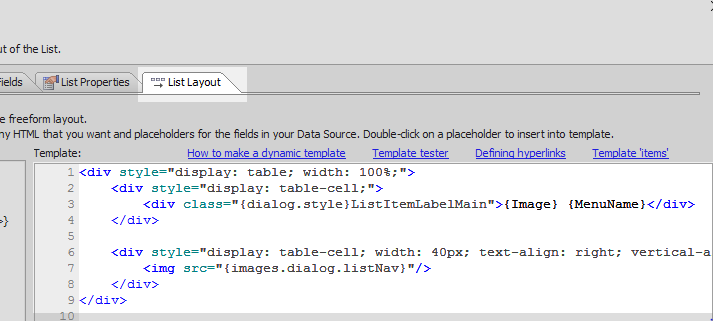 ut of the List.
ields List Properties List Layout
e freeform layout.
ny HTML that you want and placeholders for the fields in your Data Source. Double-click on a placeholder to insert into template.
Template: How to make a dynamic template Template tester Defining hyperlinks Template 'items'
1 <div style="display: table; width: 100%;">
2 <div style="display: table-cell;">
3 <div class="{dialog.style}ListItemLabelMain">{Image} {MenuName}</div>
>} 4 </div>
5
6 <div style="display: table-cell; width: 40px; text-align: right; vertical-a
7 <img src="{images.dialog.listNav}"/>
8 </div>
9 </div>
10